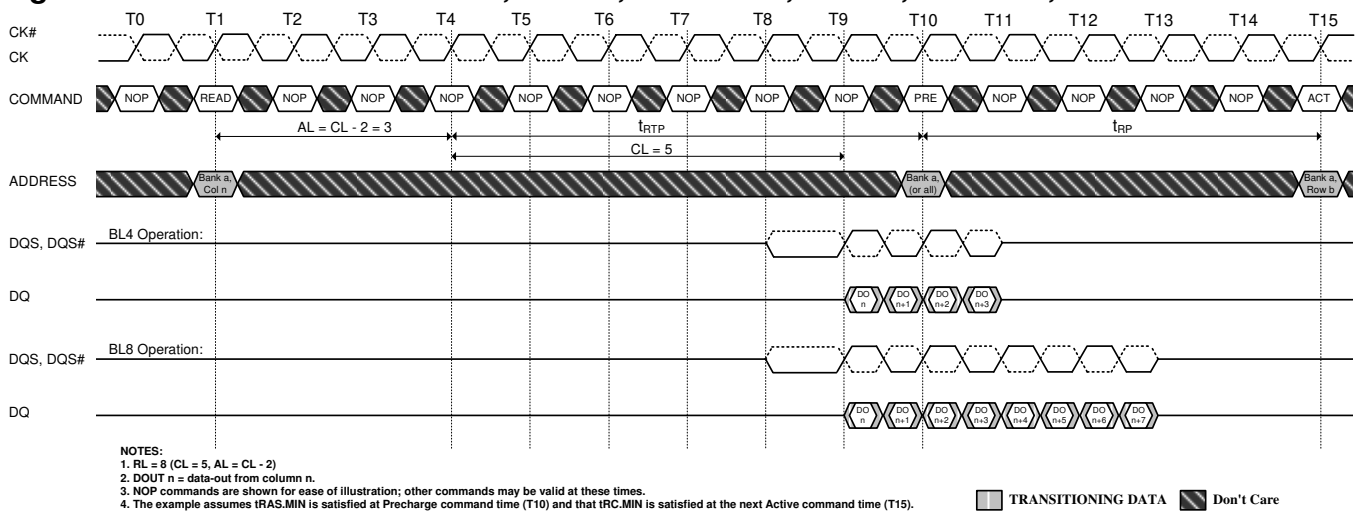 T0 T1 T2 T3 T4 T5 T6 T7 T8 T9 T10 T11 T12 T13 T14 T15
CK#
CK
COMMAND NOP READ NOP NOP NOP NOP NOP NOP NOP NOP PRE NOP NOP NOP NOP ACT
AL = CL - 2 = 3 tRTP tRP
CL = 5
ADDRESS Bank a, Col n Bank a, (or all) Bank a, Row b
BL4 Operation:
DQS, DQS#
DQ DO n DO n+1 DO n+2 DO n+3
BL8 Operation:
DQS, DQS#
DQ DO n DO n+1 DO n+2 DO n+3 DO n+4 DO n+5 DO n+6 DO n+7
NOTES:
1. RL = 8 (CL = 5, AL = CL - 2)
2. DOUT n = data-out from column n.
3. NOP commands are shown for ease of illustration; other commands may be valid at these times.
4. The example assumes tRAS.MIN is satisfied at Precharge command time (T10) and that tRC.MIN is satisfied at the next Active command time (T15).
TRANSITIONING DATA Don't Care